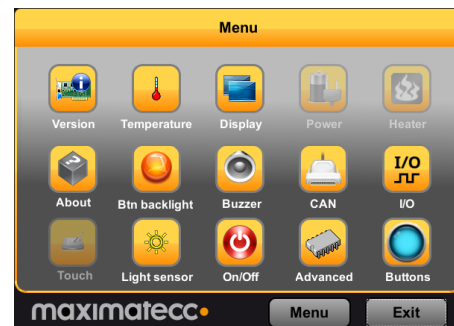 Menu
Version Temperature Display Power Heater
I/O
About Btn backlight Buzzer CAN I/O
Touch Light sensor On/Off Advanced Buttons
maximatecc Menu Exit